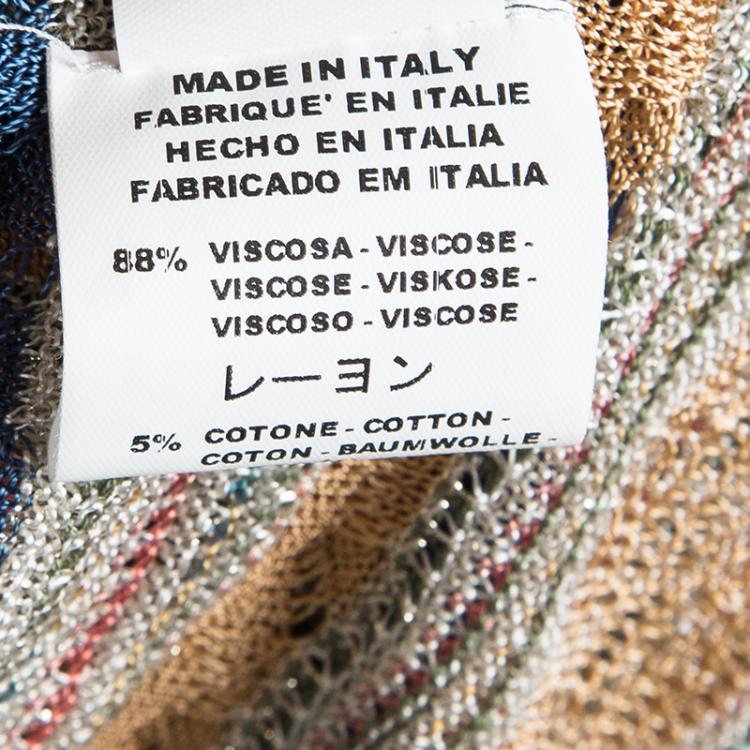 MADE IN ITALY
FABRIQUE' EN ITALIE
HECHO EN ITALIA
FABRICADO EM ITALIA
88% VISCOSA - VISCOSE -
VISCOSE - VISKOSE -
VISCOSO - VISCOSE
レーヨン
5% COTONE - COTTON -
COTON - BAUMWOLLE -